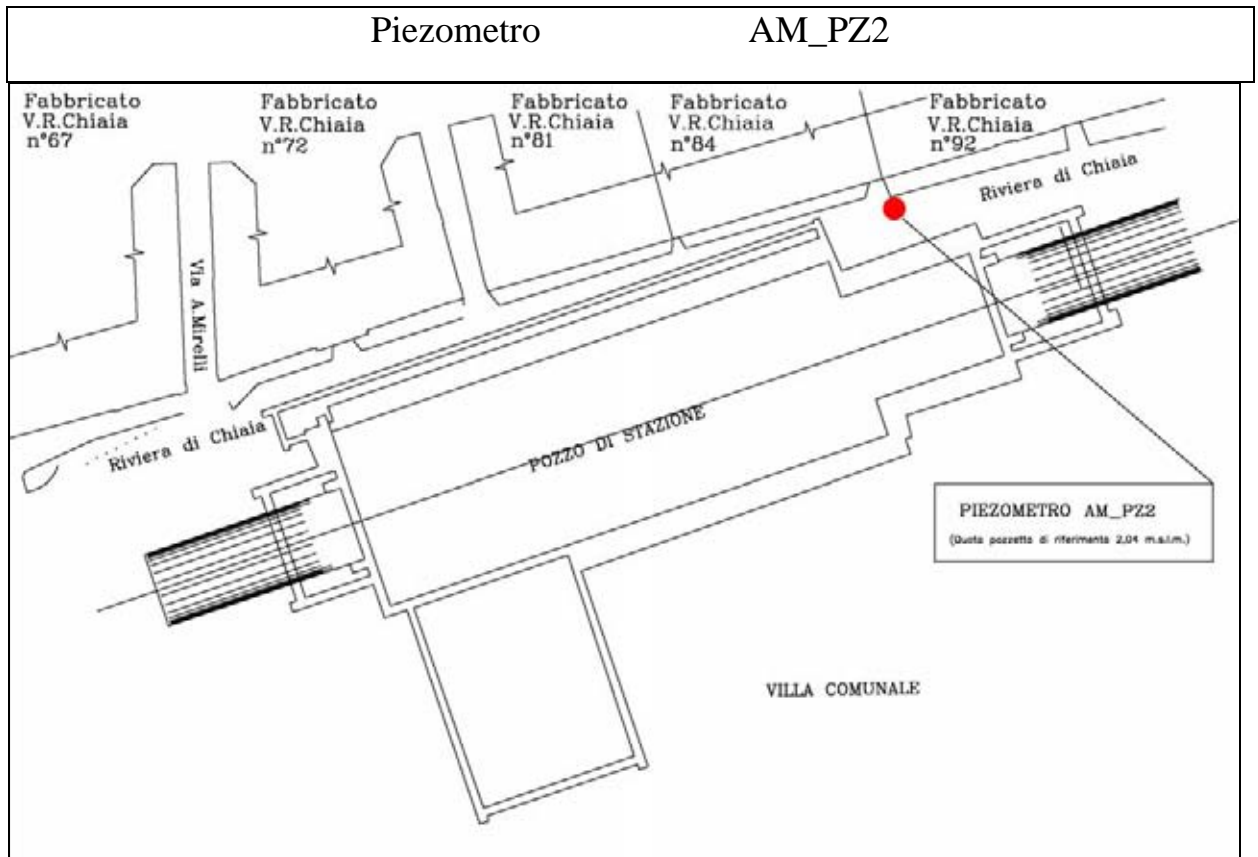 Piezometro AM_PZ2
Fabbricato
V.R.Chiaia
n°67
Fabbricato
V.R.Chiaia
n°72
Fabbricato
V.R.Chiaia
n°81
Fabbricato
V.R.Chiaia
n°84
Fabbricato
V.R.Chiaia
n°92
Riviera di Chiaia
Via A.Mirelli
Riviera di Chiaia
POZZO DI STAZIONE
PIEZOMETRO AM_PZ2
(Quota pozzetto di riferimento 2,04 m.s.l.m.)
VILLA COMUNALE